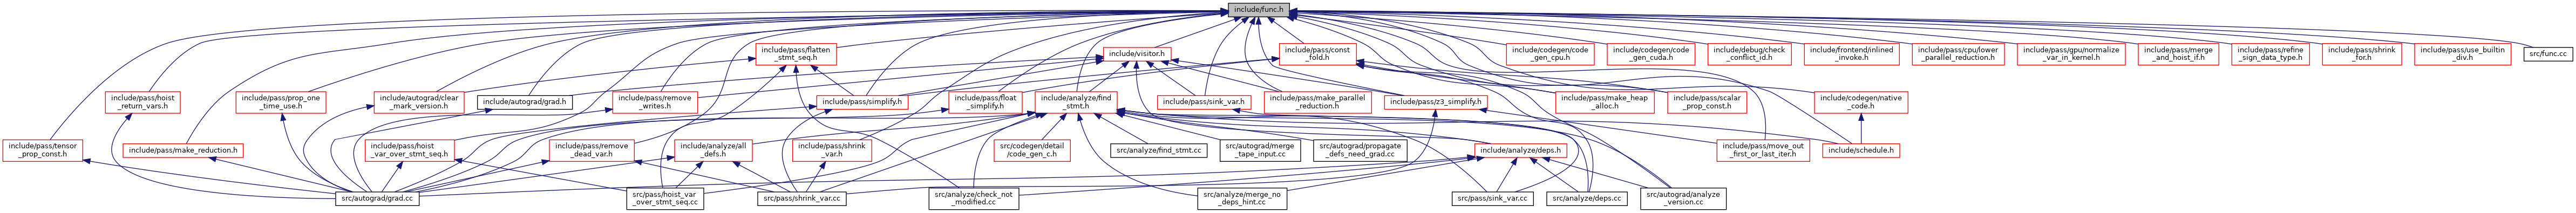 include/func.h
include/pass/flatten
_stmt_seq.h
include/visitor.h
include/pass/const
_fold.h
include/codegen/code
_gen_cpu.h
include/codegen/code
_gen_cuda.h
include/debug/check
_conflict_id.h
include/frontend/inlined
_invoke.h
include/pass/cpu/lower
_parallel_reduction.h
include/pass/gpu/normalize
_var_in_kernel.h
include/pass/merge
_and_hoist_if.h
include/pass/refine
_sign_data_type.h
include/pass/shrink
_for.h
include/pass/use_builtin
_div.h
src/func.cc
include/pass/hoist
_return_vars.h
include/pass/prop_one
_time_use.h
include/autograd/clear
_mark_version.h
include/autograd/grad.h
include/pass/remove
_writes.h
include/pass/simplify.h
include/pass/float
_simplify.h
include/analyze/find
_stmt.h
include/pass/sink_var.h
include/pass/make_parallel
_reduction.h
include/pass/z3_simplify.h
include/pass/make_heap
_alloc.h
include/pass/scalar
_prop_const.h
include/codegen/native
_code.h
include/pass/tensor
_prop_const.h
include/pass/make_reduction.h
include/pass/hoist
_var_over_stmt_seq.h
include/pass/remove
_dead_var.h
include/analyze/all
_defs.h
include/pass/shrink
_var.h
src/codegen/detail
/code_gen_c.h
src/analyze/find_stmt.cc
src/autograd/merge
_tape_input.cc
src/autograd/propagate
_defs_need_grad.cc
include/analyze/deps.h
include/pass/move_out
_first_or_last_iter.h
include/schedule.h
src/autograd/grad.cc
src/pass/hoist_var
_over_stmt_seq.cc
src/pass/shrink_var.cc
src/analyze/check_not
_modified.cc
src/analyze/merge_no
_deps_hint.cc
src/pass/sink_var.cc
src/analyze/deps.cc
src/autograd/analyze
_version.cc